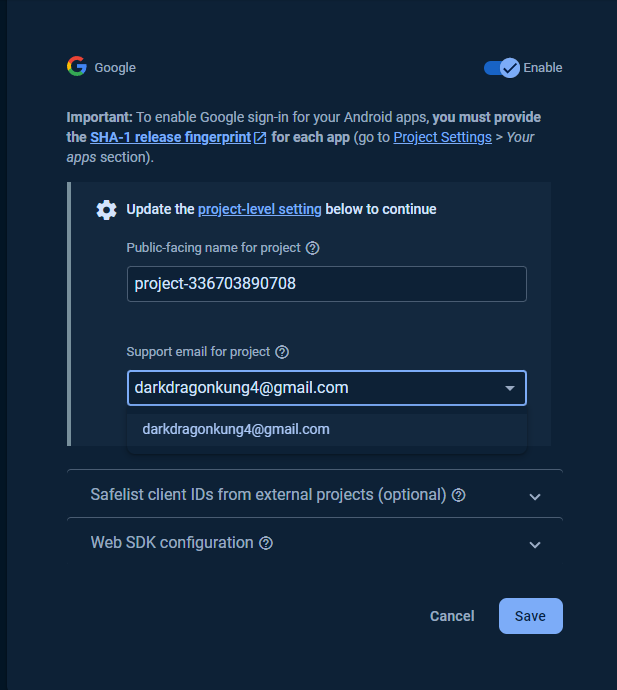 Google
Enable
Important: To enable Google sign-in for your Android apps, you must provide
the SHA-1 release fingerprint for each app (go to Project Settings > Your
apps section).
Update the project-level setting below to continue
Public-facing name for project
project-336703890708
Support email for project
darkdragonkung4@gmail.com
darkdragonkung4@gmail.com
Safelist client IDs from external projects (optional)
Web SDK configuration
Cancel
Save